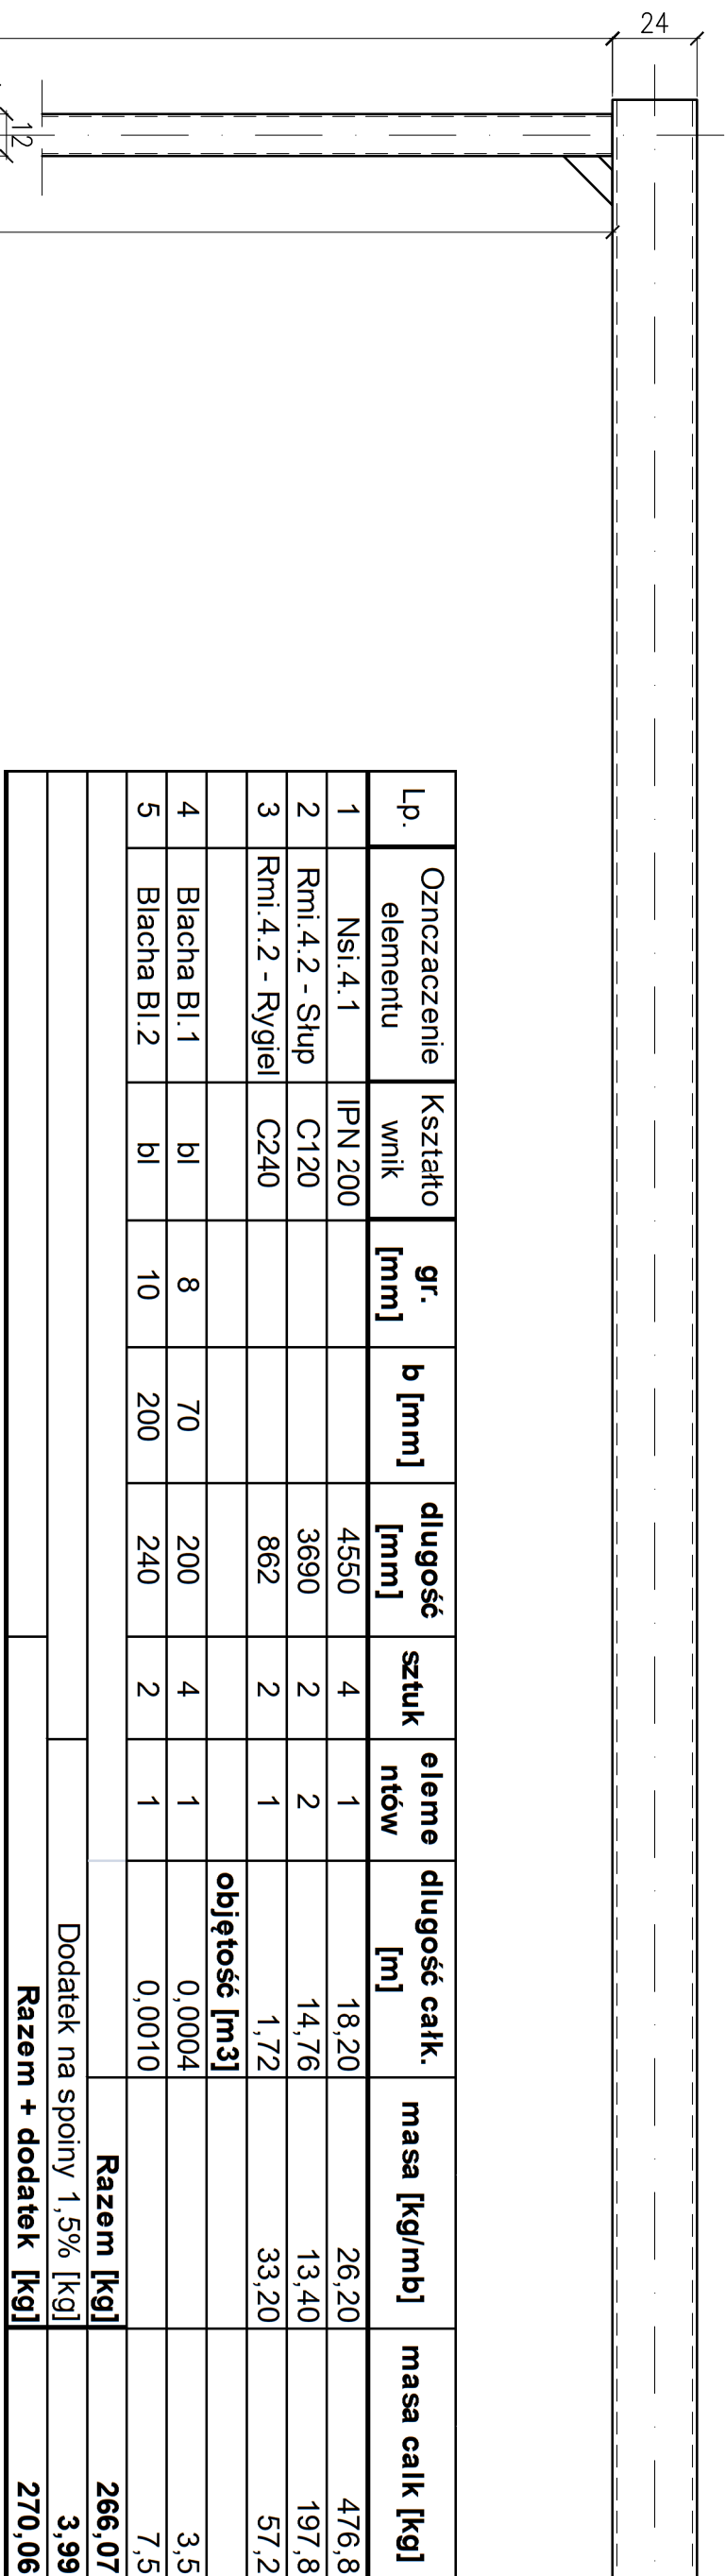 24
12
Lp. Oznczaczenie elementu Kształto wnik gr. [mm] b [mm] dlugość [mm] sztuk eleme ntów dlugość całk. [m] masa [kg/mb] masa calk [kg]
1 Nsi.4.1 IPN 200 4550 4 1 18,20 26,20 476,8
2 Rmi.4.2 - Słup C120 3690 2 2 14,76 13,40 197,8
3 Rmi.4.2 - Rygiel C240 862 2 1 1,72 33,20 57,2
objętość [m3]
4 Blacha Bl.1 bl 8 70 200 4 1 0,0004 3,5
5 Blacha Bl.2 bl 10 200 240 2 1 0,0010 7,5
Razem [kg] 266,07
Dodatek na spoiny 1,5% [kg] 3,99
Razem + dodatek [kg] 270,06